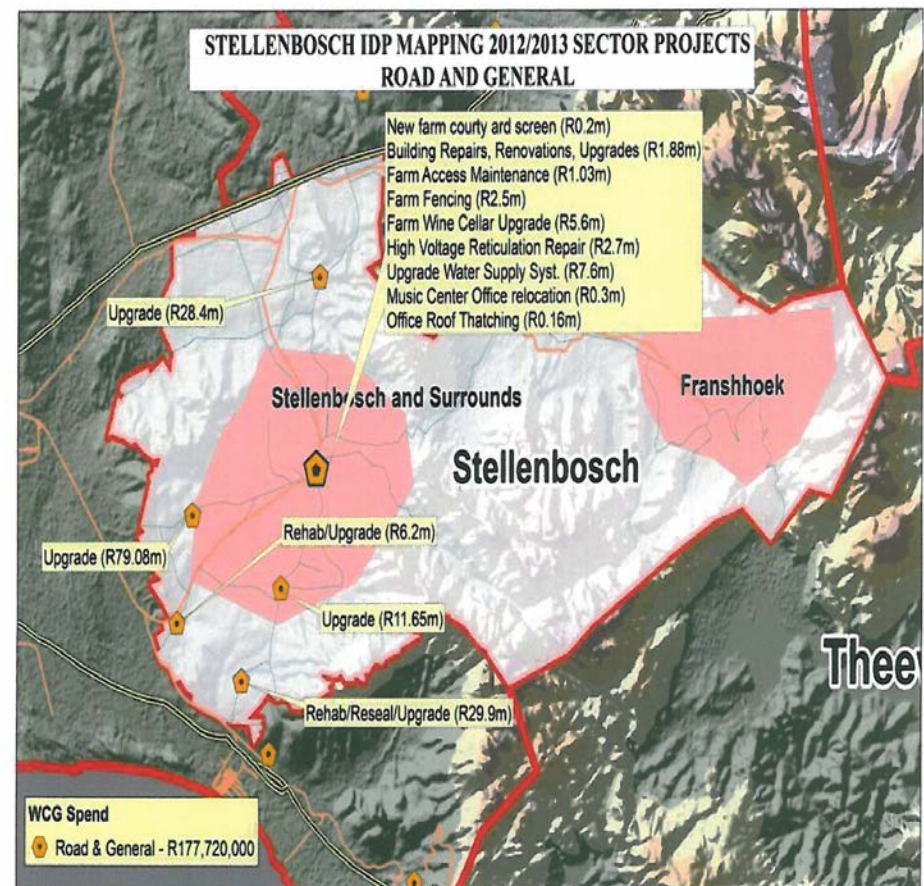 STELLENBOSCH IDP MAPPING 2012/2013 SECTOR PROJECTS
ROAD AND GENERAL
New farm courty ard screen (R0.2m)
Building Repairs, Renovations, Upgrades (R1.88m)
Farm Access Maintenance (R1.03m)
Farm Fencing (R2.5m)
Farm Wine Cellar Upgrade (R5.6m)
High Voltage Reticulation Repair (R2.7m)
Upgrade Water Supply Syst. (R7.6m)
Music Center Office relocation (R0.3m)
Office Roof Thatching (R0.16m)
Upgrade (R28.4m)
Stellenbosch and Surrounds
Franshhoek
Stellenbosch
Rehab/Upgrade (R6.2m)
Upgrade (R79.08m)
Upgrade (R11.65m)
Thee
Rehab/Reseal/Upgrade (R29.9m)
WCG Spend
Road & General - R177,720,000